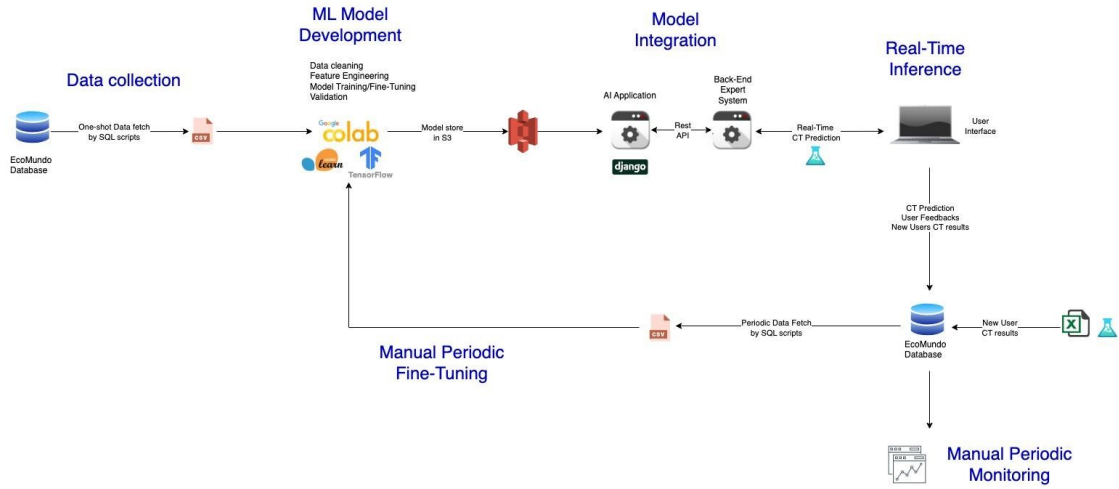 ML Model
Development
Model
Integration
Real-Time
Inference
Data collection
Data cleaning
Feature Engineering
Model Training/Fine-Tuning
Validation
AI Application
Back-End
Expert
System
One-shot Data fetch
by SQL scripts
CSV
Google
colab
learn
TensorFlow
Model store
in S3
django
Rest
API
Real-Time
CT Prediction
User
Interface
EcoMundo
Database
CT Prediction
User Feedbacks
New Users CT results
Manual Periodic
Fine-Tuning
CSV
Periodic Data Fetch
by SQL scripts
EcoMundo
Database
New User
CT results
X
Manual Periodic
Monitoring